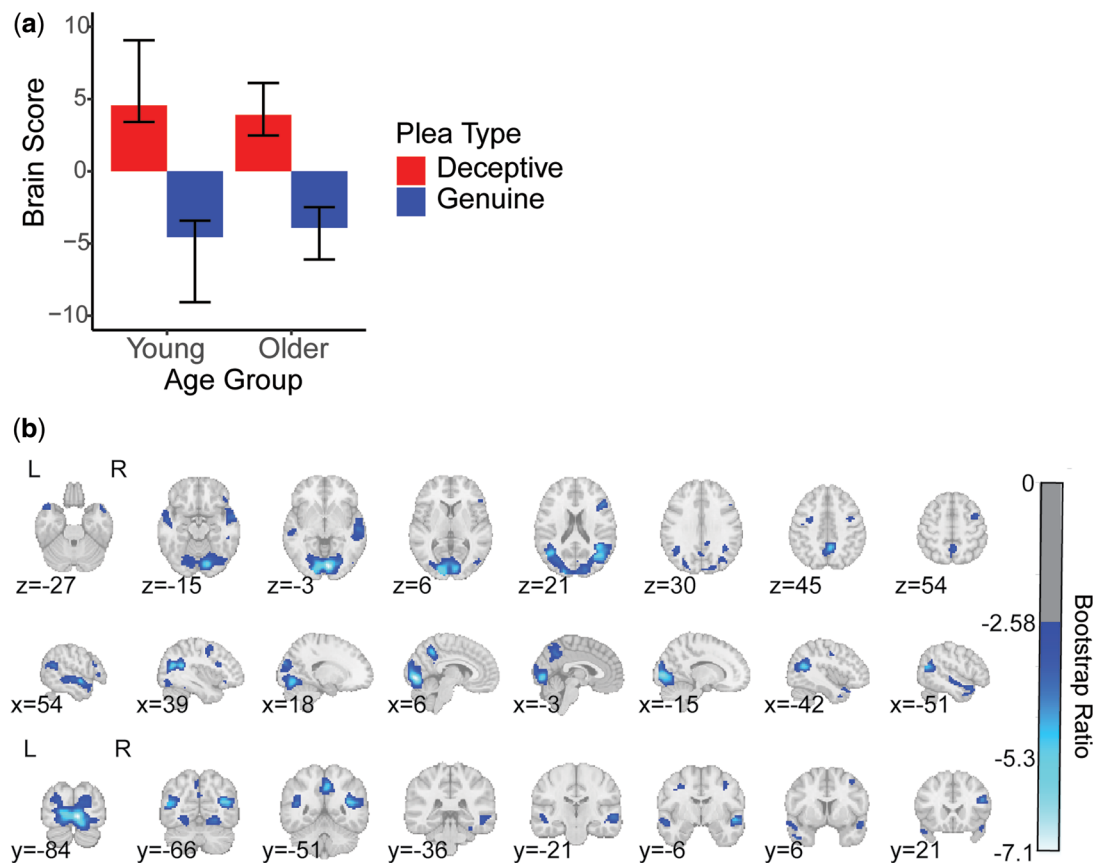 (a)
10
5
0
−5
−10
Brain Score
Young Older
Age Group
Plea Type
Deceptive
Genuine
(b)
L R
z=-27 z=-15 z=-3 z=6 z=21 z=30 z=45 z=54
x=54 x=39 x=18 x=6 x=-3 x=-15 x=-42 x=-51
L R
y=-84 y=-66 y=-51 y=-36 y=-21 y=-6 y=6 y=21
0
-2.58
-5.3
-7.1
Bootstrap Ratio